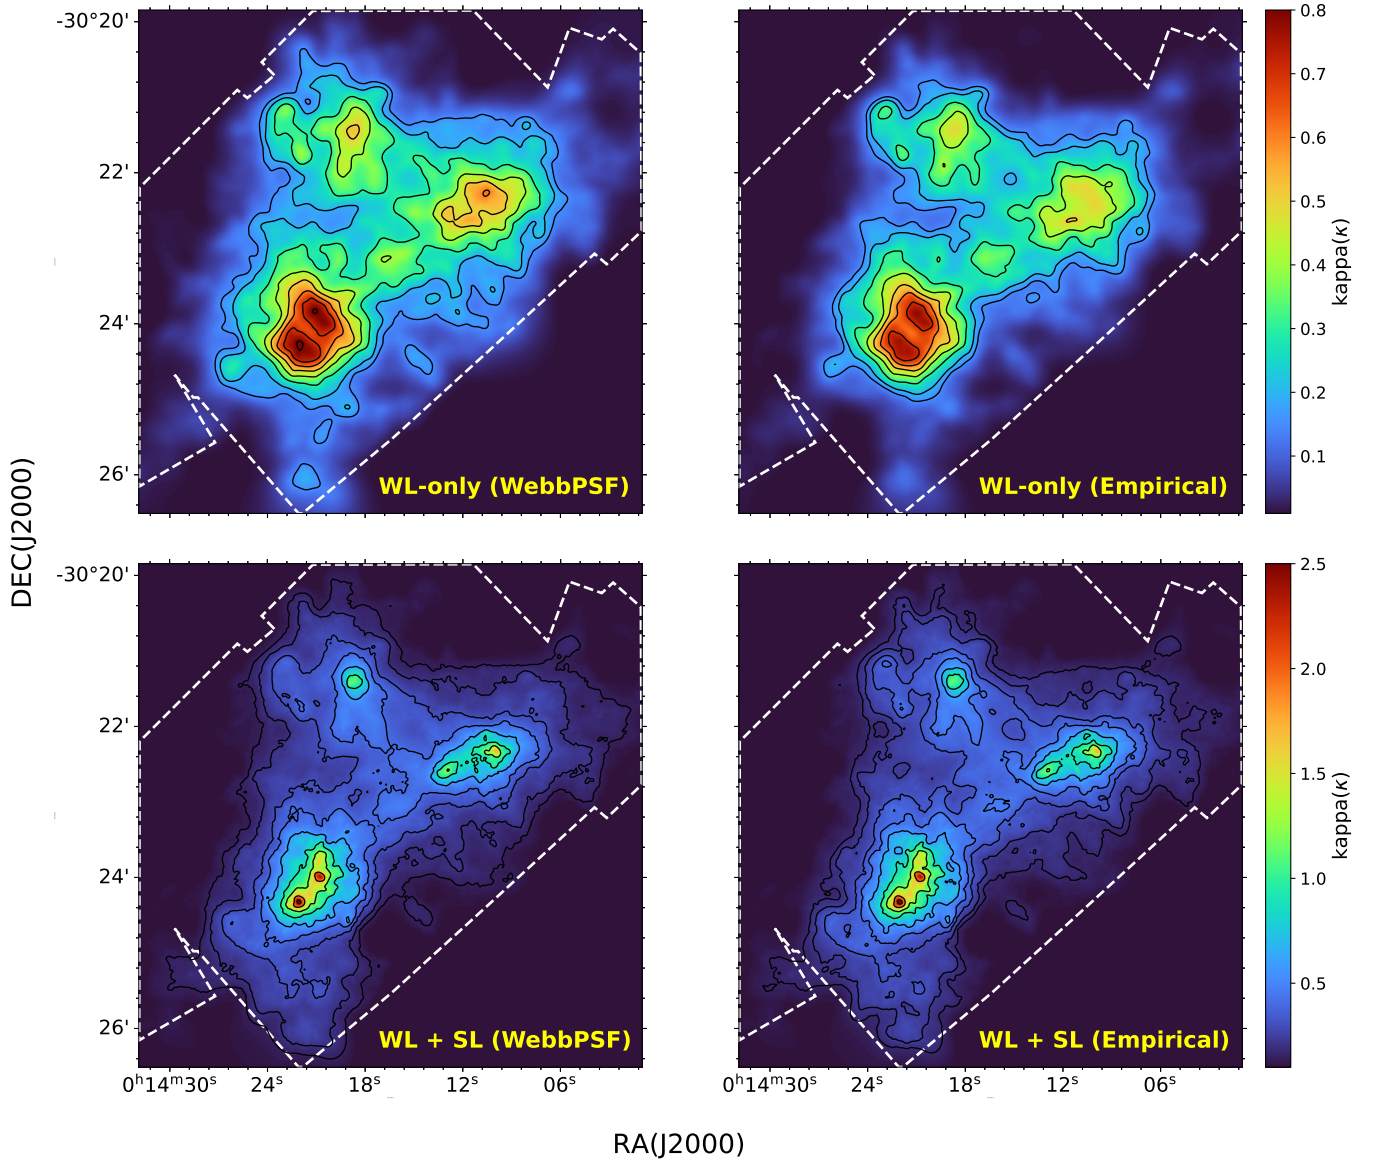 -30°20'
22'
24'
26'
WL-only (WebbPSF)
WL-only (Empirical)
0.8
0.7
0.6
0.5
0.4
0.3
0.2
0.1
kappa(κ)
DEC(J2000)
-30°20'
22'
24'
26'
WL + SL (WebbPSF)
WL + SL (Empirical)
2.5
2.0
1.5
1.0
0.5
kappa(κ)
0ʰ14ᵐ30ˢ 24ˢ 18ˢ 12ˢ 06ˢ
0ʰ14ᵐ30ˢ 24ˢ 18ˢ 12ˢ 06ˢ
RA(J2000)